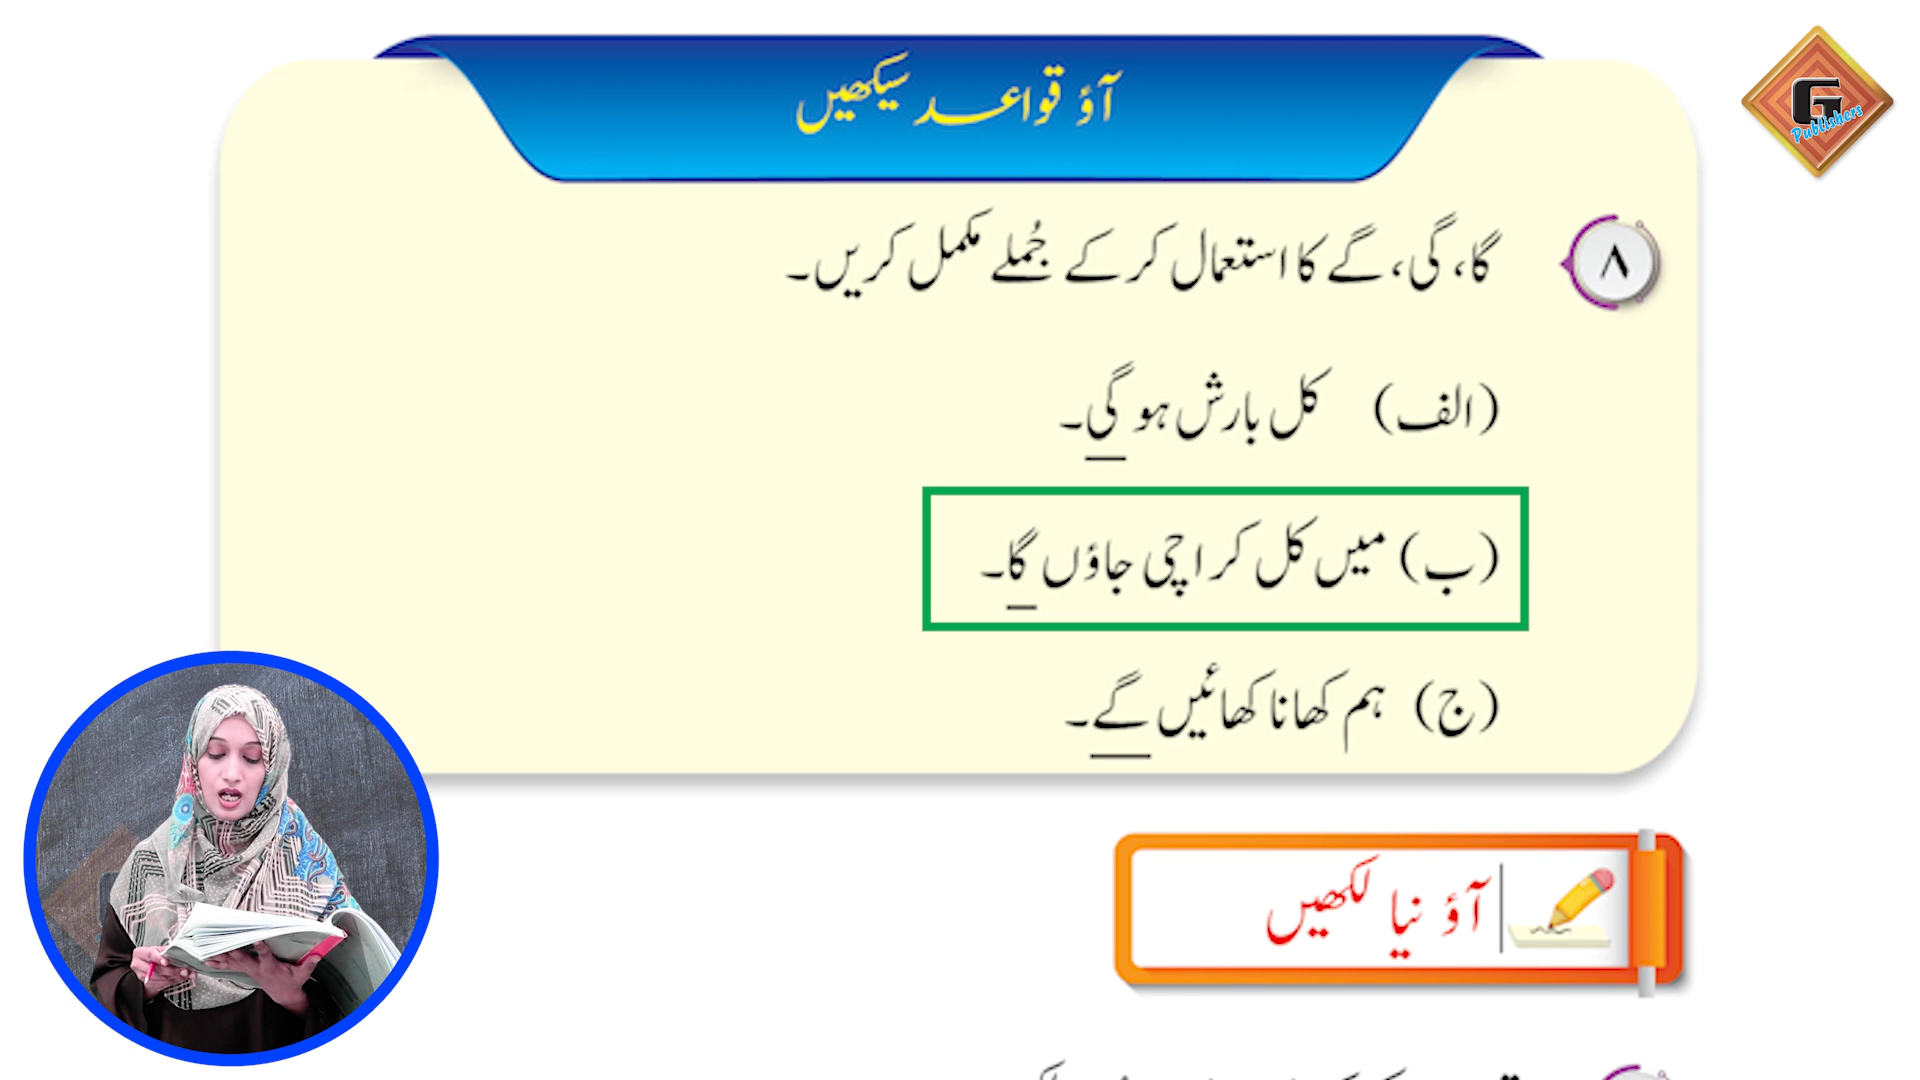 آؤ قواعد سیکھیں
G
Publishers
۸ گا، گی، گے کا استعمال کر کے جُملے مکمل کریں۔
(الف) کل بارش ہو گی۔
(ب) میں کل کراچی جاؤں گا۔
(ج) ہم کھانا کھائیں گے۔
آؤ نیا لکھیں